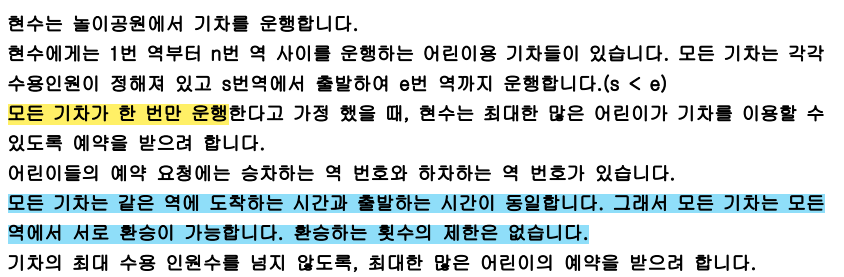 현수는 놀이공원에서 기차를 운행합니다.
현수에게는 1번 역부터 n번 역 사이를 운행하는 어린이용 기차들이 있습니다. 모든 기차는 각각
수용인원이 정해져 있고 s번역에서 출발하여 e번 역까지 운행합니다.(s < e)
모든 기차가 한 번만 운행한다고 가정 했을 때, 현수는 최대한 많은 어린이가 기차를 이용할 수
있도록 예약을 받으려 합니다.
어린이들의 예약 요청에는 승차하는 역 번호와 하차하는 역 번호가 있습니다.
모든 기차는 같은 역에 도착하는 시간과 출발하는 시간이 동일합니다. 그래서 모든 기차는 모든
역에서 서로 환승이 가능합니다. 환승하는 횟수의 제한은 없습니다.
기차의 최대 수용 인원수를 넘지 않도록, 최대한 많은 어린이의 예약을 받으려 합니다.